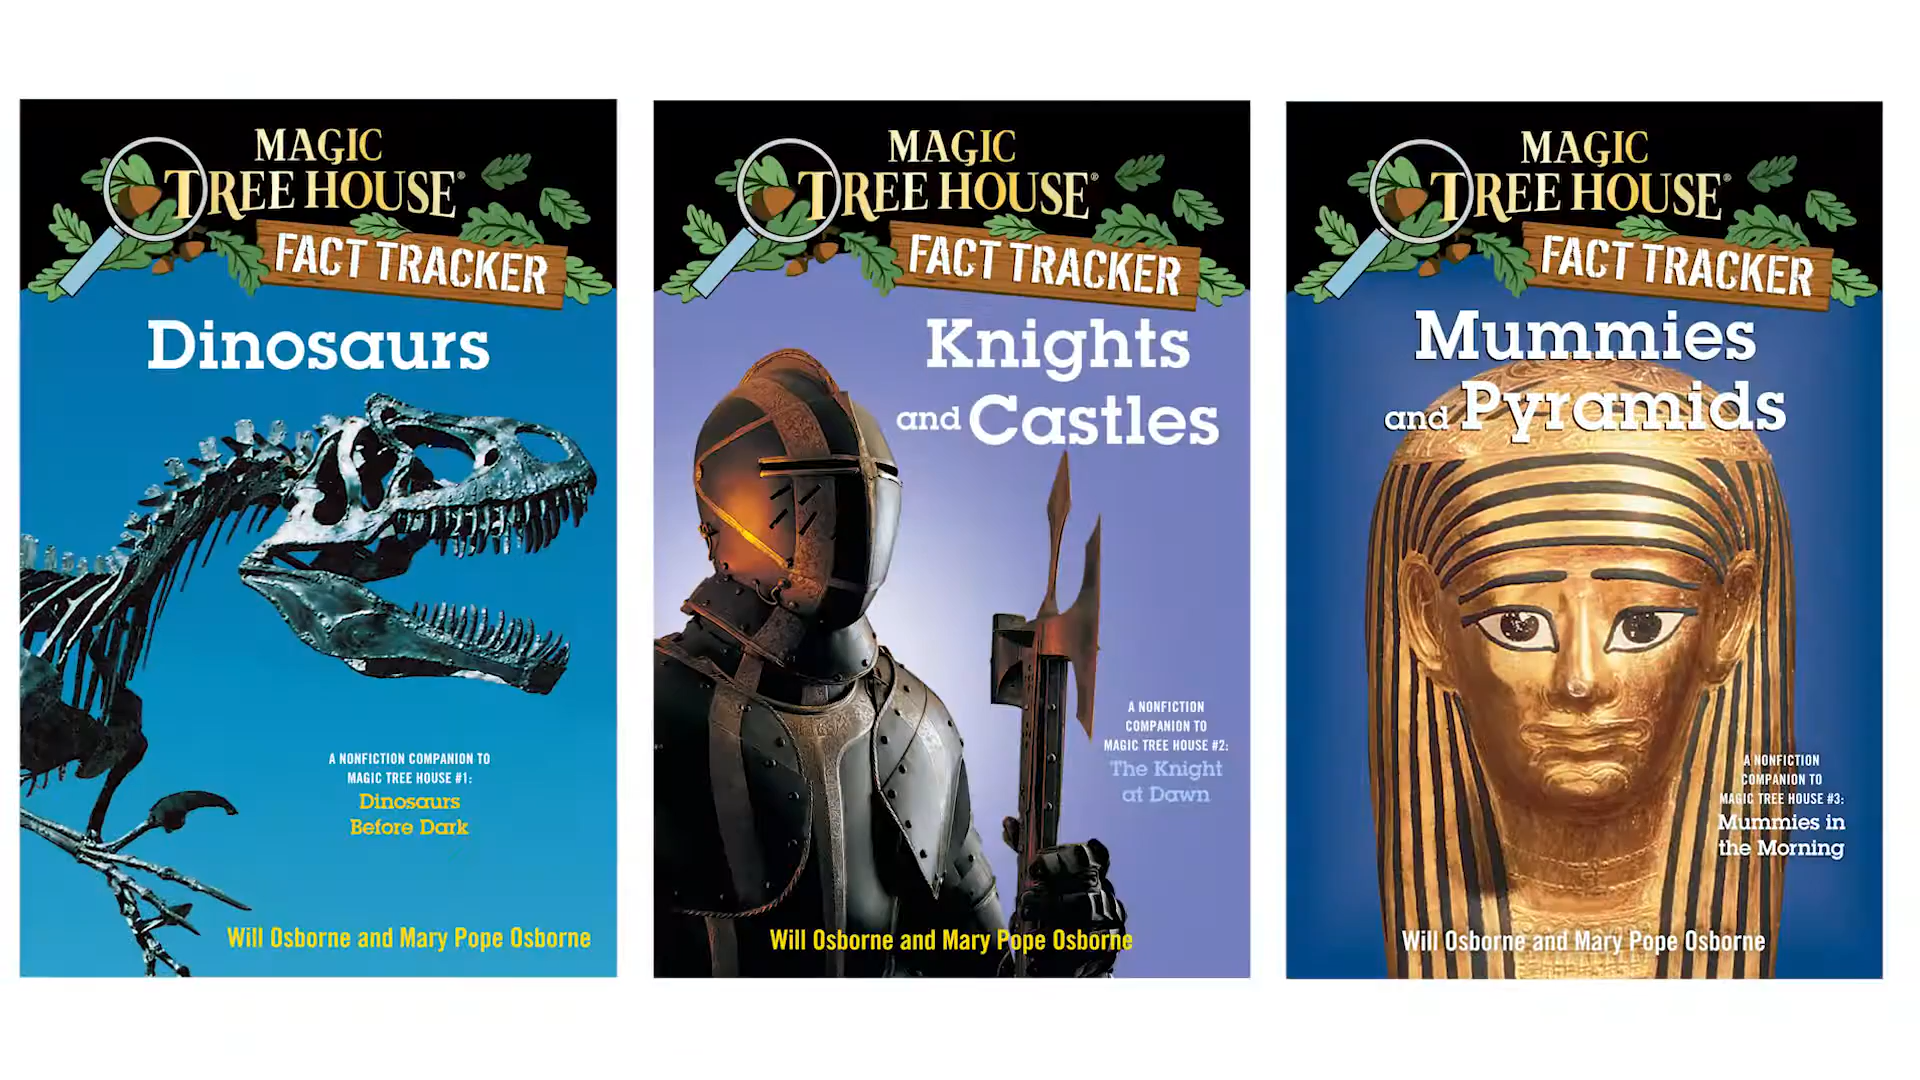 MAGIC
TREE HOUSE®
FACT TRACKER
Dinosaurs
A NONFICTION COMPANION TO
MAGIC TREE HOUSE #1:
Dinosaurs
Before Dark
Will Osborne and Mary Pope Osborne
MAGIC
TREE HOUSE®
FACT TRACKER
Knights
and Castles
A NONFICTION
COMPANION TO
MAGIC TREE HOUSE #2:
The Knight
at Dawn
Will Osborne and Mary Pope Osborne
MAGIC
TREE HOUSE®
FACT TRACKER
Mummies
and Pyramids
A NONFICTION
COMPANION TO
MAGIC TREE HOUSE #3:
Mummies in
the Morning
Will Osborne and Mary Pope Osborne